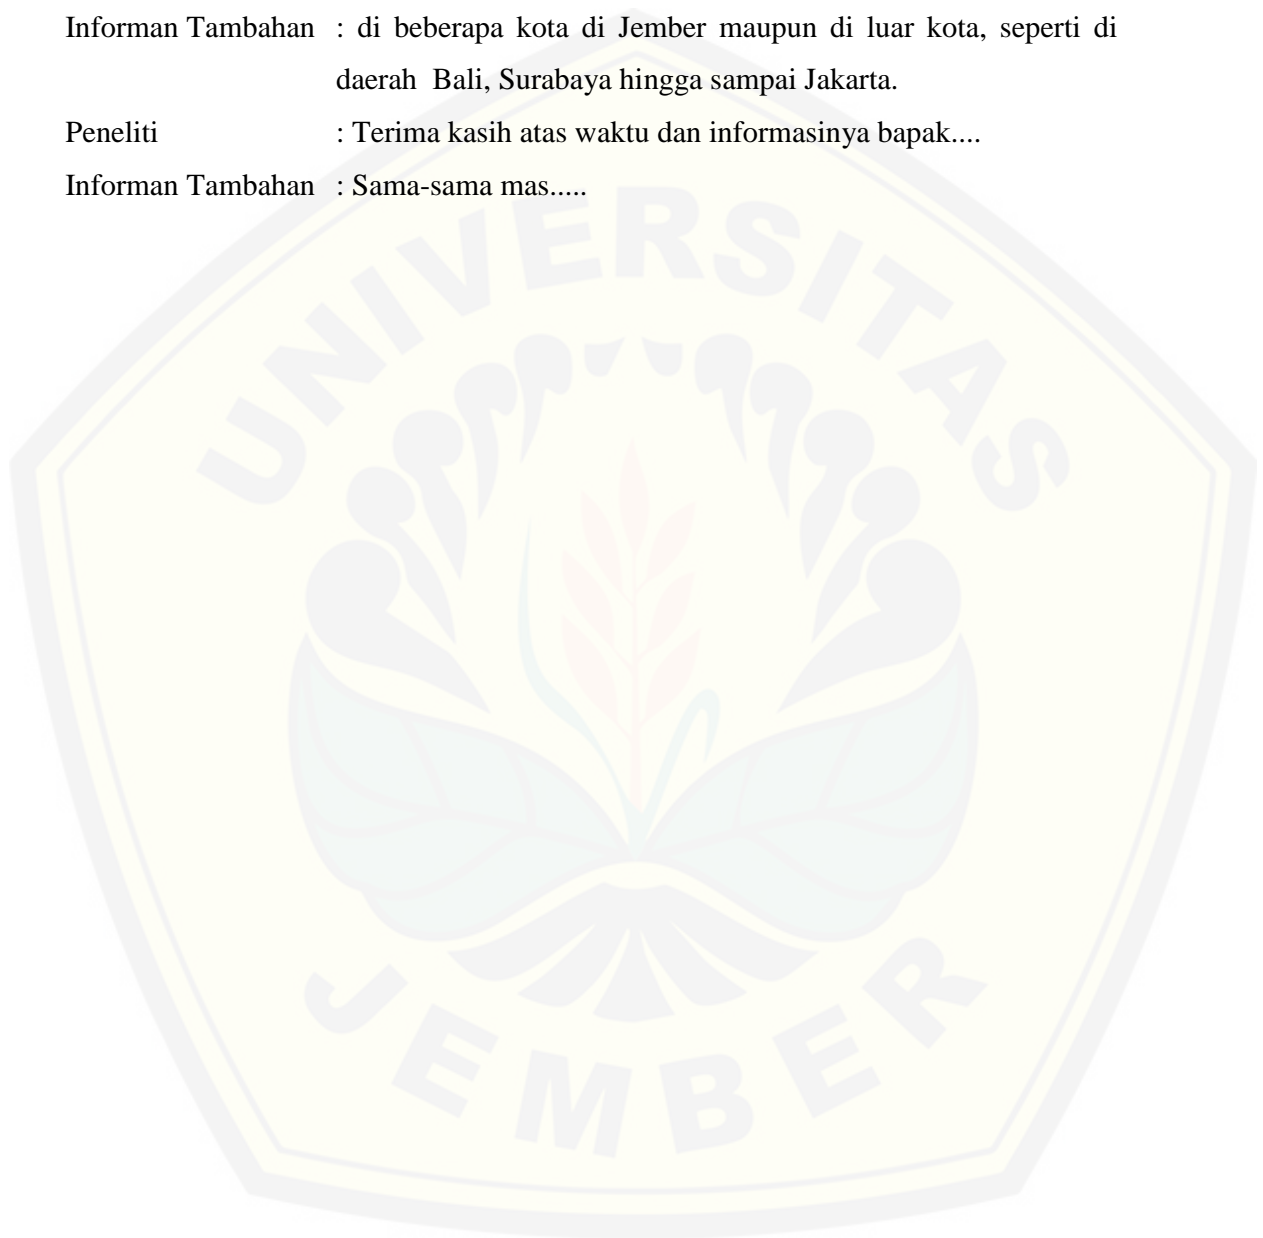 Informan Tambahan : di beberapa kota di Jember maupun di luar kota, seperti di
daerah Bali, Surabaya hingga sampai Jakarta.
Peneliti : Terima kasih atas waktu dan informasinya bapak....
Informan Tambahan : Sama-sama mas.....
UNIVERSITAS
JEMBER